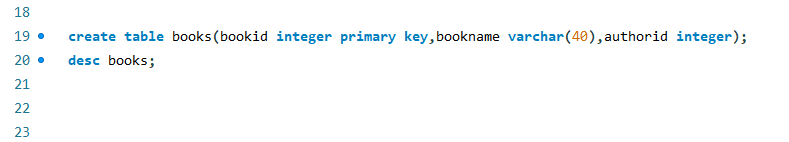 18
19 create table books(bookid integer primary key,bookname varchar(40),authorid integer);
20 desc books;
21
22
23